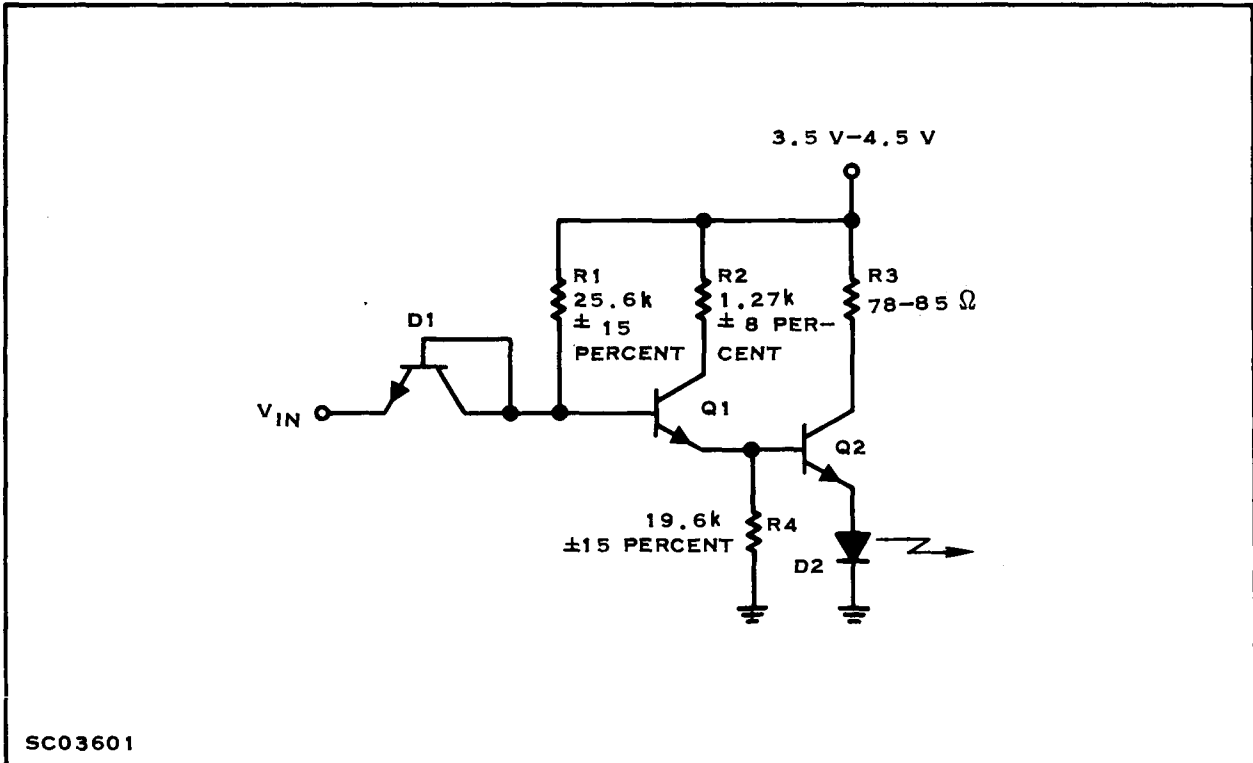 3.5 V-4.5 V
R1
25.6k
± 15
PERCENT
R2
1.27k
± 8 PER-
CENT
R3
78-85 Ω
D1
VIN
Q1
Q2
19.6k
±15 PERCENT
R4
D2
SC03601